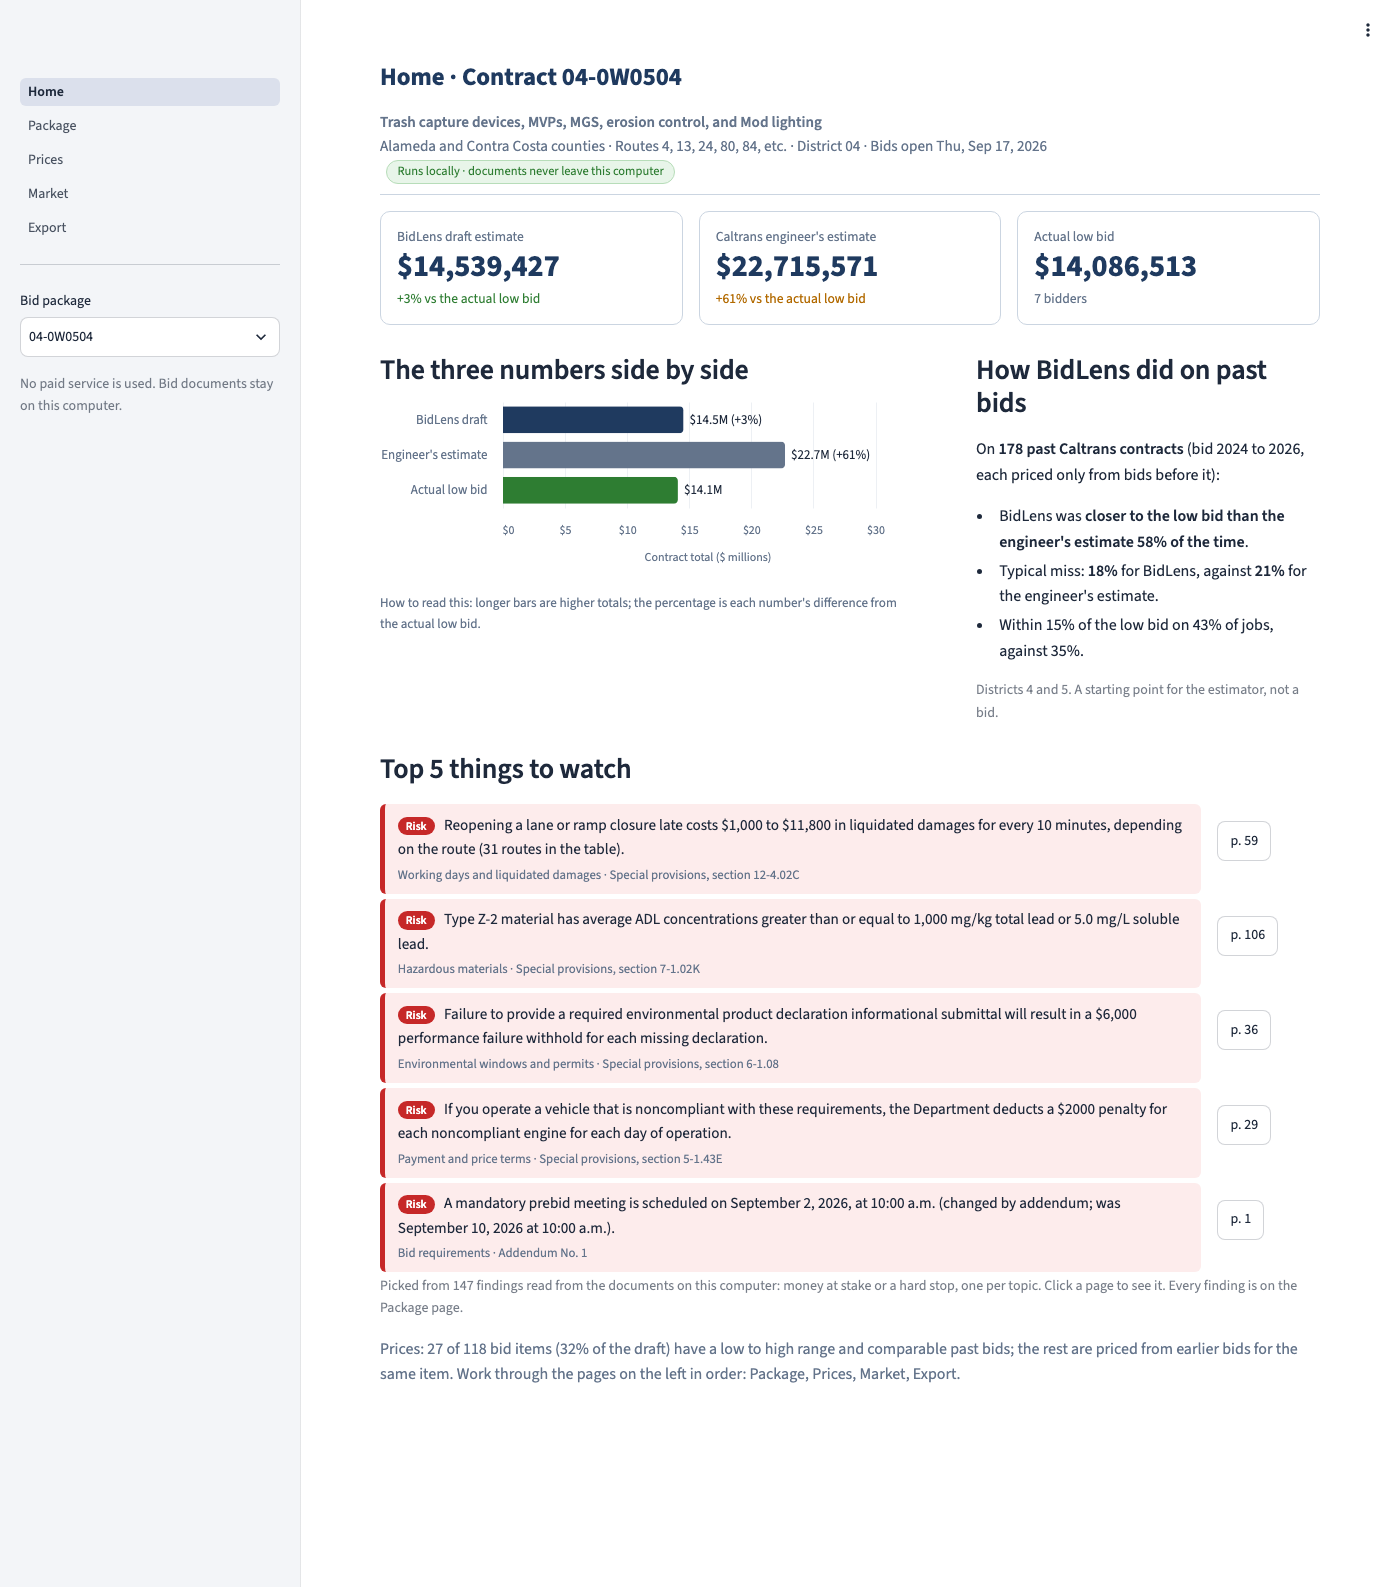 Home
Package
Prices
Market
Export
Bid package
04-0W0504
No paid service is used. Bid documents stay
on this computer.
Home · Contract 04-0W0504
Trash capture devices, MVPs, MGS, erosion control, and Mod lighting
Alameda and Contra Costa counties · Routes 4, 13, 24, 80, 84, etc. · District 04 · Bids open Thu, Sep 17, 2026
Runs locally · documents never leave this computer
BidLens draft estimate
$14,539,427
+3% vs the actual low bid
Caltrans engineer's estimate
$22,715,571
+61% vs the actual low bid
Actual low bid
$14,086,513
7 bidders
The three numbers side by side
BidLens draft
$14.5M (+3%)
Engineer's estimate
$22.7M (+61%)
Actual low bid
$14.1M
$0 $5 $10 $15 $20 $25 $30
Contract total ($ millions)
How to read this: longer bars are higher totals; the percentage is each number's difference from
the actual low bid.
How BidLens did on past
bids
On 178 past Caltrans contracts (bid 2024 to 2026,
each priced only from bids before it):
• BidLens was closer to the low bid than the
engineer's estimate 58% of the time.
• Typical miss: 18% for BidLens, against 21% for
the engineer's estimate.
• Within 15% of the low bid on 43% of jobs,
against 35%.
Districts 4 and 5. A starting point for the estimator, not a
bid.
Top 5 things to watch
Risk Reopening a lane or ramp closure late costs $1,000 to $11,800 in liquidated damages for every 10 minutes, depending
on the route (31 routes in the table).
Working days and liquidated damages · Special provisions, section 12-4.02C
p. 59
Risk Type Z-2 material has average ADL concentrations greater than or equal to 1,000 mg/kg total lead or 5.0 mg/L soluble
lead.
Hazardous materials · Special provisions, section 7-1.02K
p. 106
Risk Failure to provide a required environmental product declaration informational submittal will result in a $6,000
performance failure withhold for each missing declaration.
Environmental windows and permits · Special provisions, section 6-1.08
p. 36
Risk If you operate a vehicle that is noncompliant with these requirements, the Department deducts a $2000 penalty for
each noncompliant engine for each day of operation.
Payment and price terms · Special provisions, section 5-1.43E
p. 29
Risk A mandatory prebid meeting is scheduled on September 2, 2026, at 10:00 a.m. (changed by addendum; was
September 10, 2026 at 10:00 a.m.).
Bid requirements · Addendum No. 1
p. 1
Picked from 147 findings read from the documents on this computer: money at stake or a hard stop, one per topic. Click a page to see it. Every finding is on the
Package page.
Prices: 27 of 118 bid items (32% of the draft) have a low to high range and comparable past bids; the rest are priced from earlier bids for the
same item. Work through the pages on the left in order: Package, Prices, Market, Export.